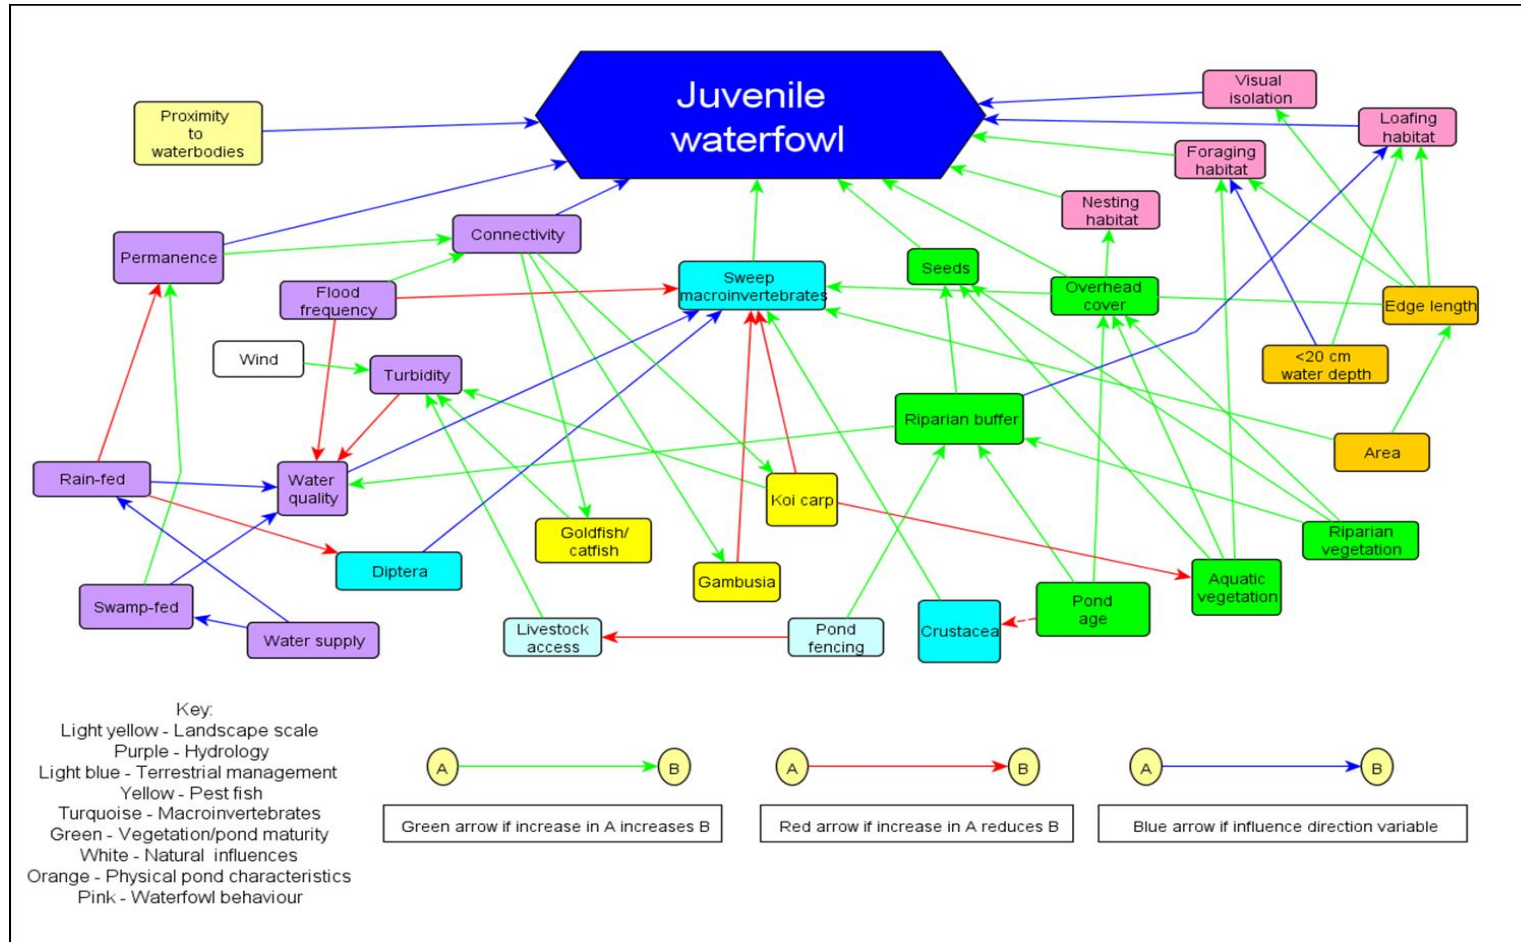 Juvenile
waterfowl
Proximity
to
waterbodies
Visual
isolation
Loafing
habitat
Foraging
habitat
Nesting
habitat
Permanence
Connectivity
Flood
frequency
Sweep
macroinvertebrates
Seeds
Overhead
cover
Edge length
Wind
Turbidity
<20 cm
water depth
Riparian buffer
Area
Rain-fed
Water
quality
Koi carp
Goldfish/
catfish
Riparian
vegetation
Diptera
Gambusia
Aquatic
vegetation
Swamp-fed
Water supply
Livestock
access
Pond
fencing
Crustacea
Pond
age
Key:
Light yellow - Landscape scale
Purple - Hydrology
Light blue - Terrestrial management
Yellow - Pest fish
Turquoise - Macroinvertebrates
Green - Vegetation/pond maturity
White - Natural influences
Orange - Physical pond characteristics
Pink - Waterfowl behaviour
A B
Green arrow if increase in A increases B
A B
Red arrow if increase in A reduces B
A B
Blue arrow if influence direction variable